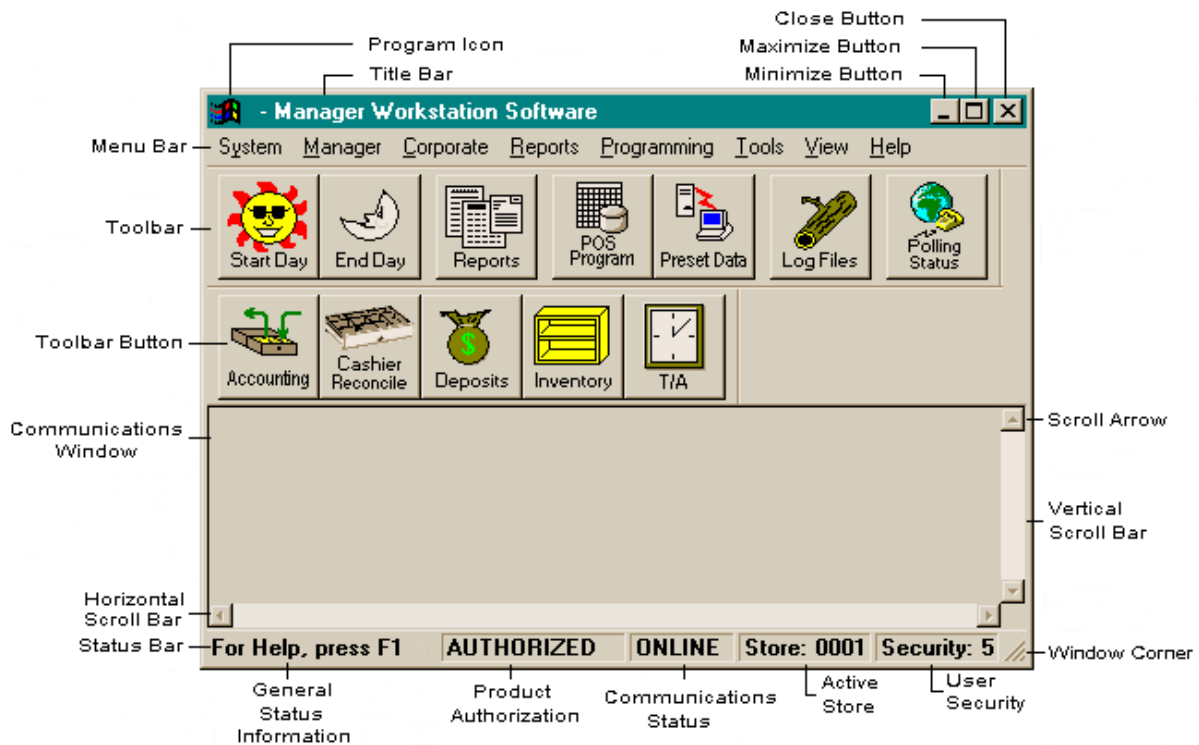 Close Button
Program Icon
Maximize Button
Title Bar
Minimize Button
- Manager Workstation Software
Menu Bar
System Manager Corporate Reports Programming Tools View Help
Toolbar
Start Day
End Day
Reports
POS
Program
Preset Data
Log Files
Polling
Status
Toolbar Button
Accounting
Cashier
Reconcile
Deposits
Inventory
T/A
Communications
Window
Scroll Arrow
Vertical
Scroll Bar
Horizontal
Scroll Bar
Status Bar
For Help, press F1 AUTHORIZED ONLINE Store: 0001 Security: 5
Window Corner
General
Status
Information
Product
Authorization
Communications
Status
Active
Store
User
Security